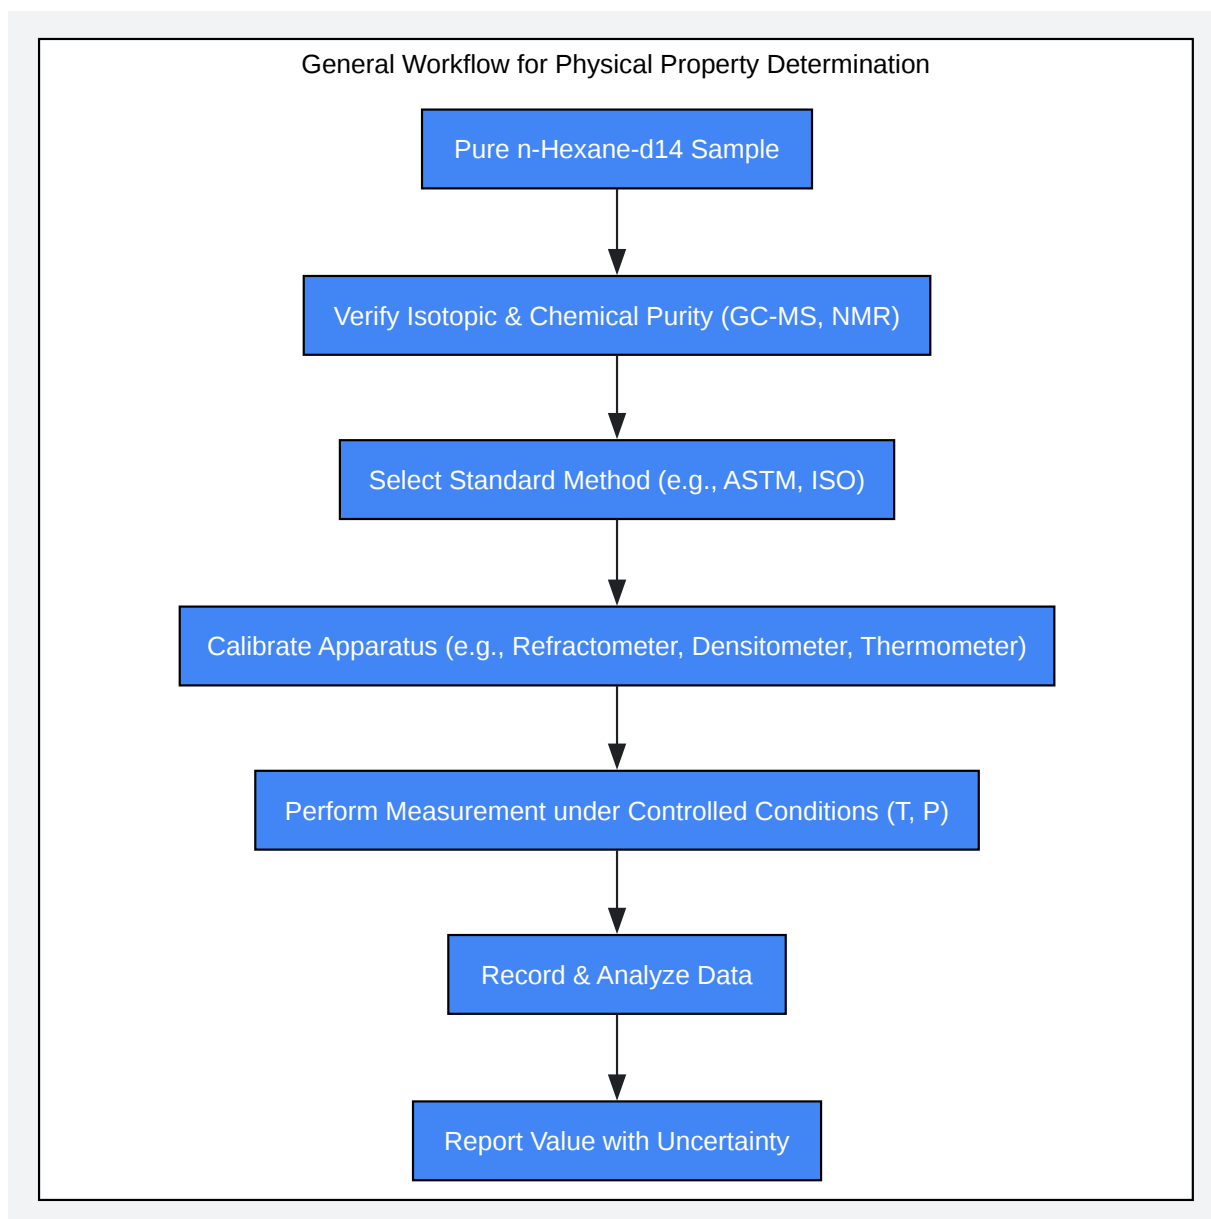 General Workflow for Physical Property Determination
Pure n-Hexane-d14 Sample
Verify Isotopic & Chemical Purity (GC-MS, NMR)
Select Standard Method (e.g., ASTM, ISO)
Calibrate Apparatus (e.g., Refractometer, Densitometer, Thermometer)
Perform Measurement under Controlled Conditions (T, P)
Record & Analyze Data
Report Value with Uncertainty